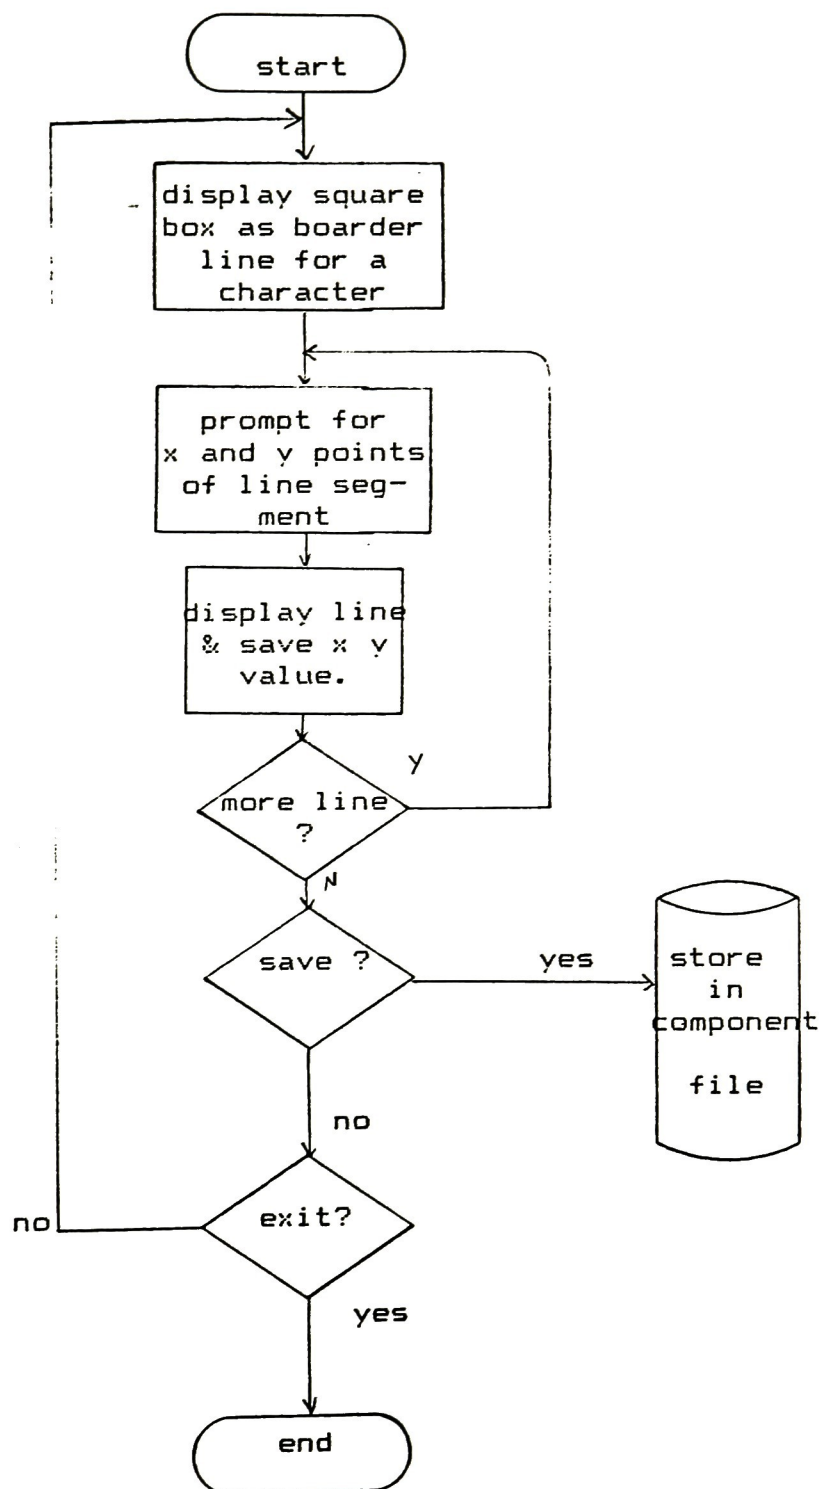 start
display square
box as boarder
line for a
character
prompt for
x and y points
of line seg-
ment
display line
& save x y
value.
Y
more line
?
N
save ?
yes
store
in
component
file
no
exit?
no
yes
end